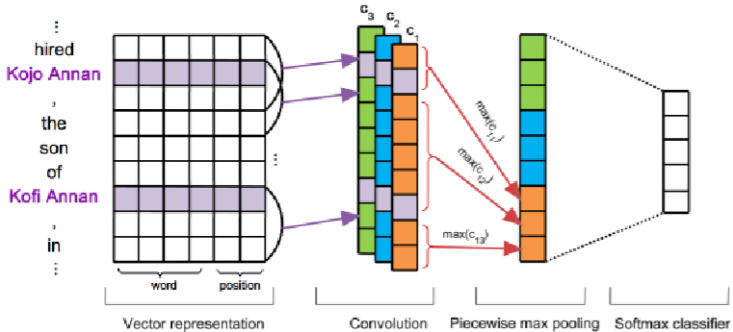 ...
hired
Kojo Annan
,
the
son
of
Kofi Annan
,
in
...
word
position
...
c3
c2
c1
max(c11)
max(c12)
max(c13)
Vector representation
Convolution
Piecewise max pooling
Softmax classifier